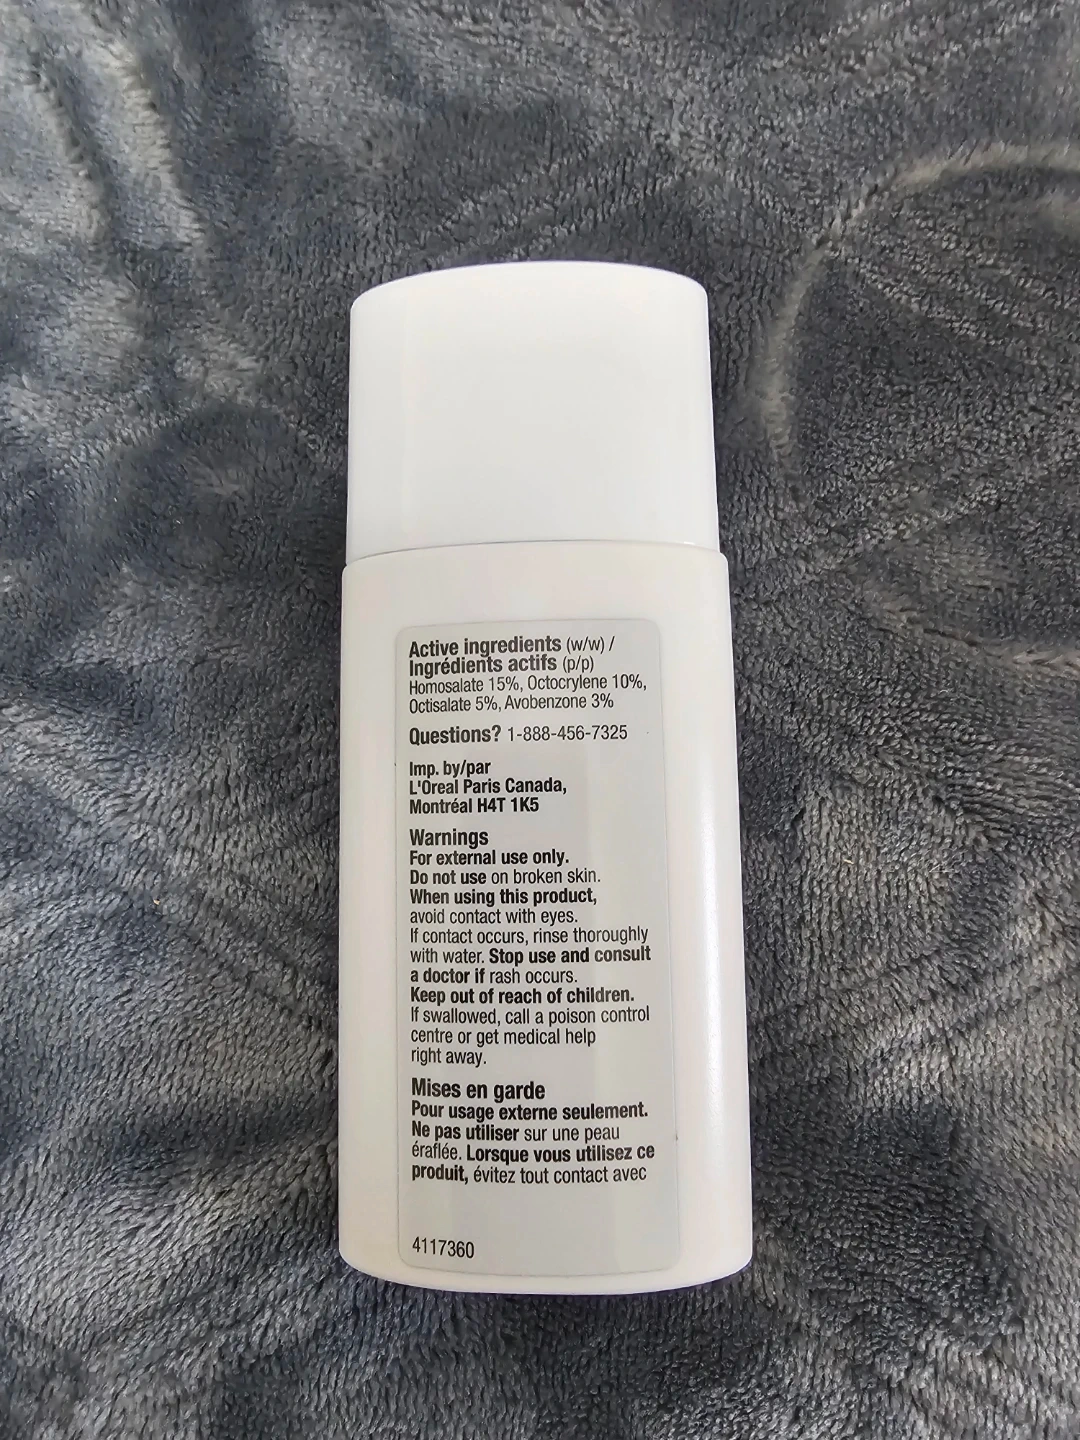 Active ingredients (w/w) /
Ingrédients actifs (p/p)
Homosalate 15%, Octocrylene 10%,
Octisalate 5%, Avobenzone 3%
Questions? 1-888-456-7325
Imp. by/par
L'Oreal Paris Canada,
Montréal H4T 1K5
Warnings
For external use only.
Do not use on broken skin.
When using this product,
avoid contact with eyes.
If contact occurs, rinse thoroughly
with water. Stop use and consult
a doctor if rash occurs.
Keep out of reach of children.
If swallowed, call a poison control
centre or get medical help
right away.
Mises en garde
Pour usage externe seulement.
Ne pas utiliser sur une peau
éraflée. Lorsque vous utilisez ce
produit, évitez tout contact avec
4117360